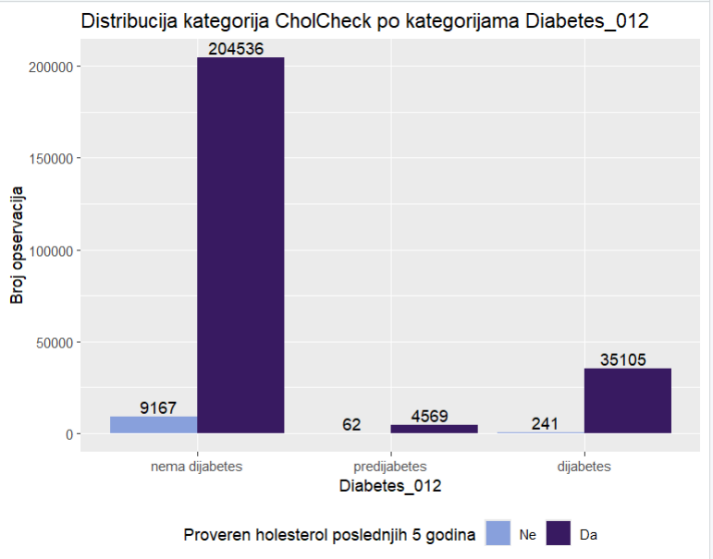 Distribucija kategorija CholCheck po kategorijama Diabetes_012
204536
200000
150000
Broj opservacija
100000
50000
35105
9167
62
4569
241
0
nema dijabetes
predijabetes
dijabetes
Diabetes_012
Proveren holesterol poslednjih 5 godina Ne Da